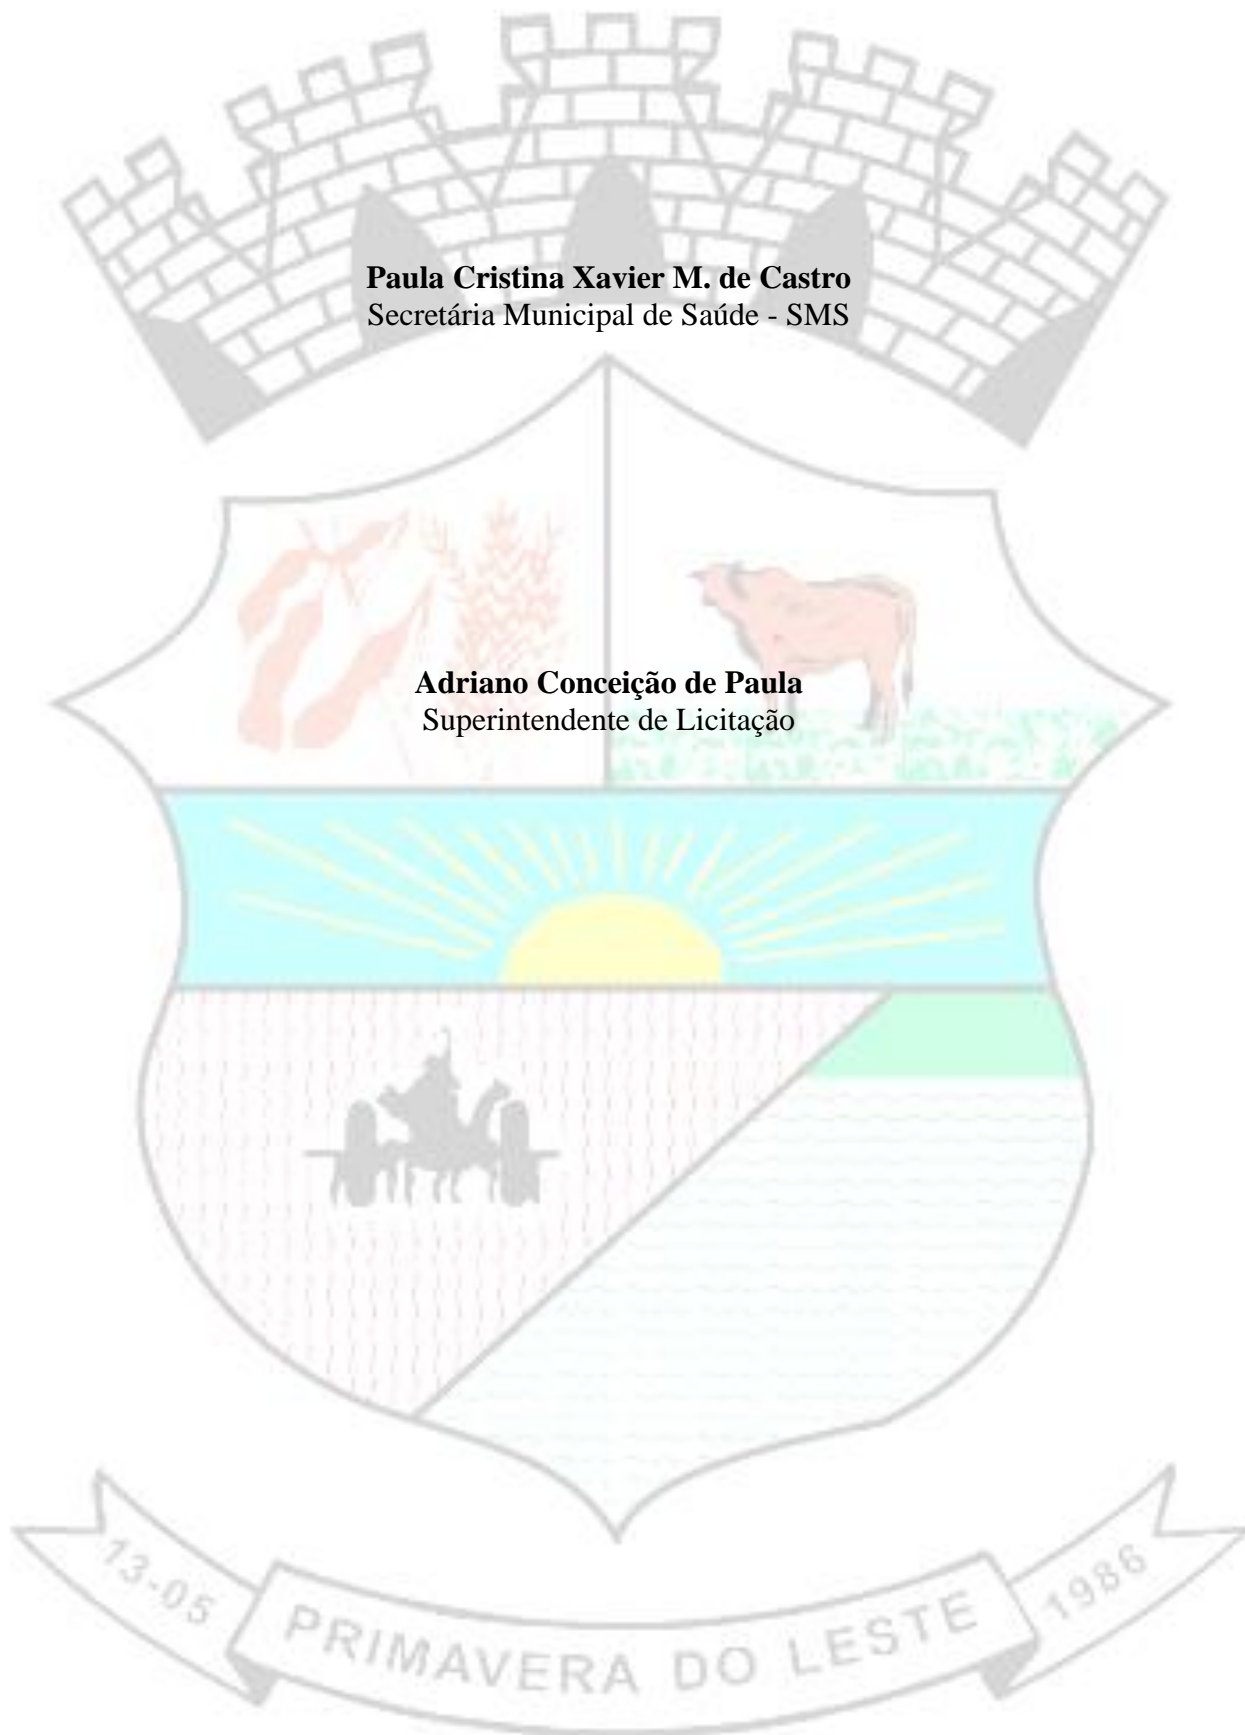 Paula Cristina Xavier M. de Castro
Secretária Municipal de Saúde - SMS
Adriano Conceição de Paula
Superintendente de Licitação
13-05
PRIMAVERA DO LESTE
1986